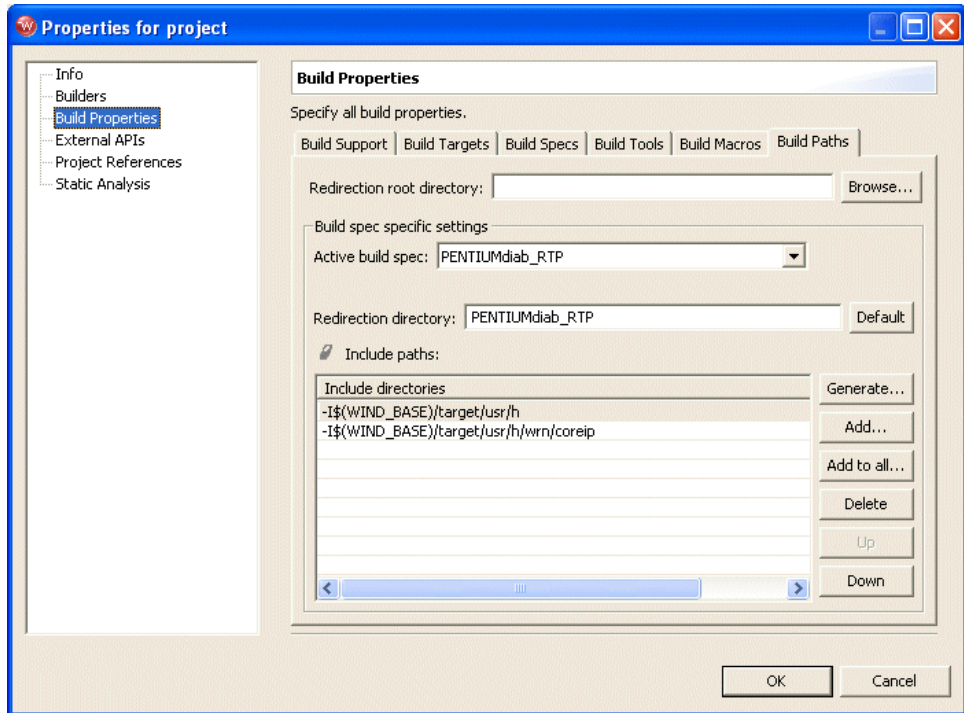 Properties for project
Info
Builders
Build Properties
External APIs
Project References
Static Analysis
Build Properties
Specify all build properties.
Build Support Build Targets Build Specs Build Tools Build Macros Build Paths
Redirection root directory: Browse...
Build spec specific settings
Active build spec: PENTIUMdiab_RTP
Redirection directory: PENTIUMdiab_RTP Default
Include paths:
Include directories
-I$(WIND_BASE)/target/usr/h
-I$(WIND_BASE)/target/usr/h/wrn/coreip
Generate...
Add...
Add to all...
Delete
Up
Down
OK Cancel